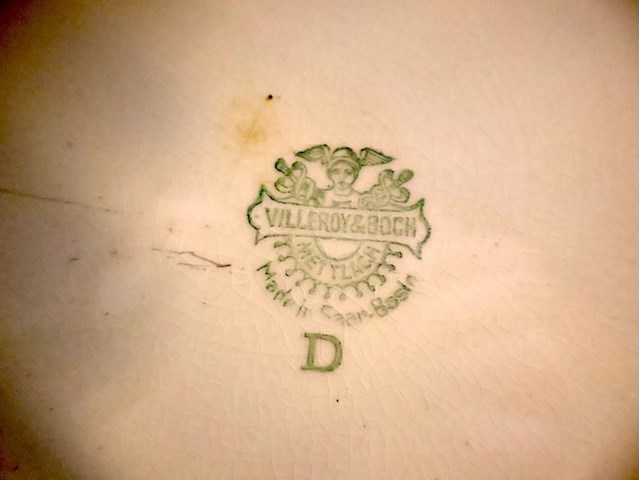 VILLEROY & BOCH
METTLACH
Made in Saar-Basin
D